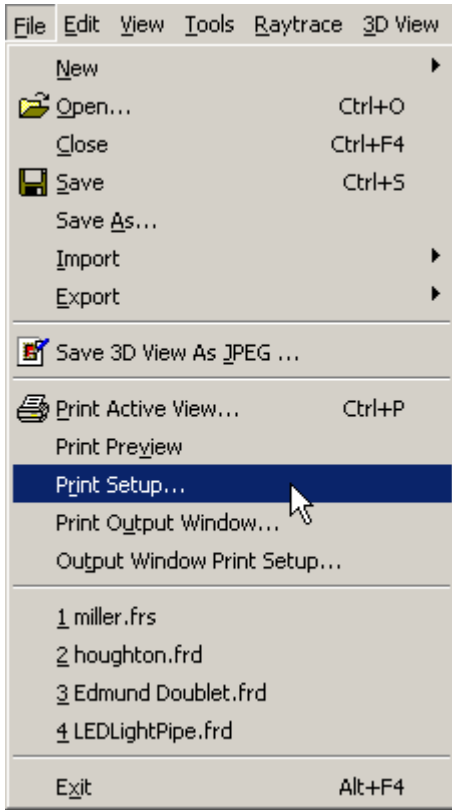 File Edit View Tools Raytrace 3D View
New
Open... Ctrl+O
Close Ctrl+F4
Save Ctrl+S
Save As...
Import
Export
Save 3D View As JPEG ...
Print Active View... Ctrl+P
Print Preview
Print Setup...
Print Output Window...
Output Window Print Setup...
1 miller.frs
2 houghton.frd
3 Edmund Doublet.frd
4 LEDLightPipe.frd
Exit Alt+F4